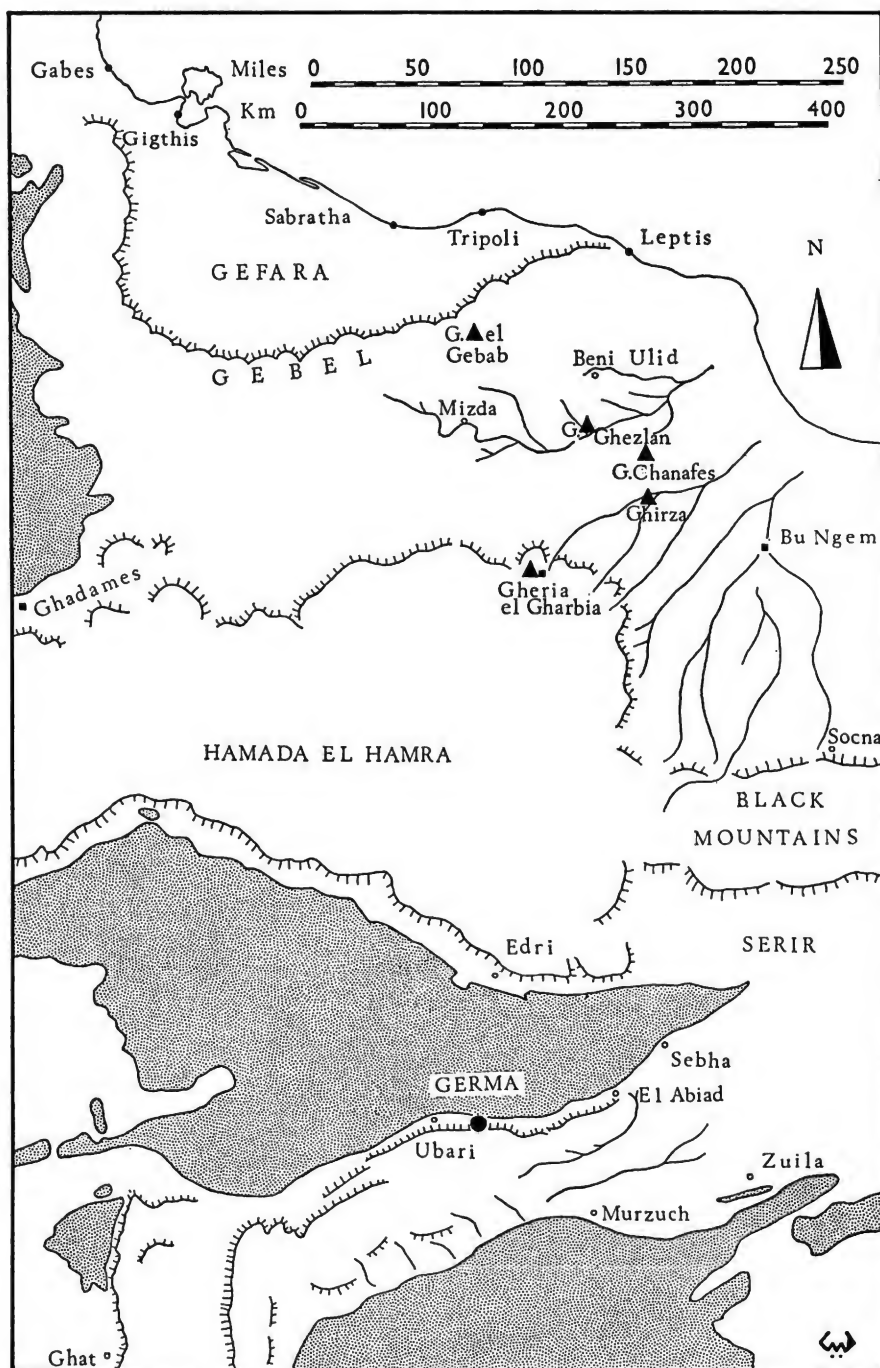 0 50 100 150 200 250
Gabes
Miles
Km
0 100 200 300 400
Gigthis
Sabratha
Tripoli
Leptis
N
GEFARA
G. el
Gebab
GEBEL
Beni Ulid
Mizda
G. Ghezlan
G. Chanafes
Ghirza
Bu Ngem
Gheria
el Gharbia
Ghadames
Socna
HAMADA EL HAMRA
BLACK
MOUNTAINS
Edri
SERIR
Sebha
GERMA
El Abiad
Ubari
Zuila
Murzuch
Ghat